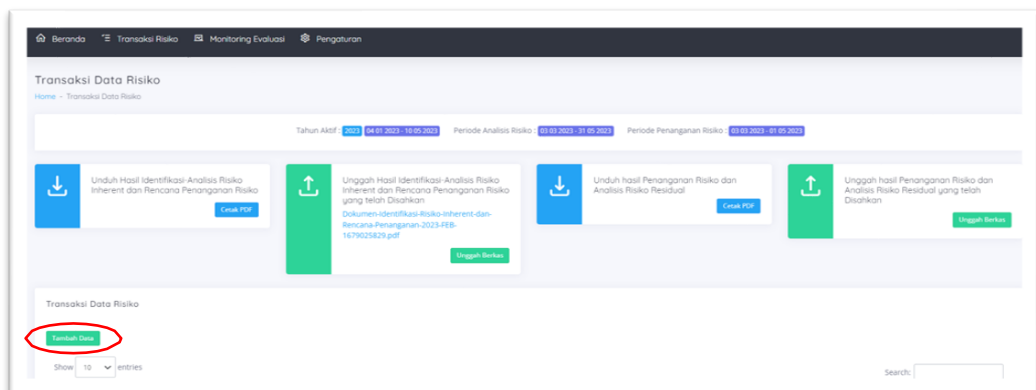 Beranda Transaksi Risiko Monitoring Evaluasi Pengaturan
Transaksi Data Risiko
Home - Transaksi Data Risiko
Tahun Aktif : 2023 04 01 2023 - 10 05 2023 Periode Analisis Risiko : 03 03 2023 - 31 05 2023 Periode Penanganan Risiko : 03 03 2023 - 01 05 2023
Unduh Hasil Identifikasi-Analisis Risiko
Inherent dan Rencana Penanganan Risiko
Cetak PDF
Unggah Hasil Identifikasi-Analisis Risiko
Inherent dan Rencana Penanganan Risiko
yang telah Disahkan
Dokumen-Identifikasi-Risiko-Inherent-dan-
Rencana-Penanganan-2023-FEB-
1679025829.pdf
Unggah Berkas
Unduh hasil Penanganan Risiko dan
Analisis Risiko Residual
Cetak PDF
Unggah hasil Penanganan Risiko dan
Analisis Risiko Residual yang telah
Disahkan
Unggah Berkas
Transaksi Data Risiko
Tambah Data
Show 10 entries
Search: